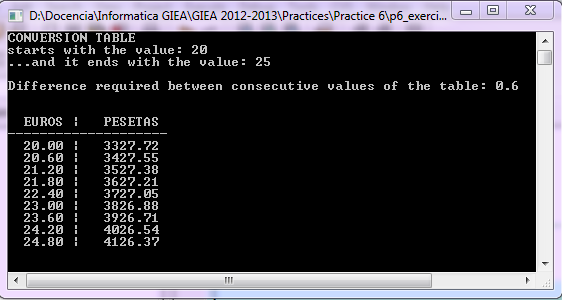 D:\Docencia\Informatica GIEA\GIEA 2012-2013\Practices\Practice 6\p6_exerci...
CONVERSION TABLE
starts with the value: 20
...and it ends with the value: 25
Difference required between consecutive values of the table: 0.6
EUROS ¦ PESETAS
---------------------
20.00 ¦ 3327.72
20.60 ¦ 3427.55
21.20 ¦ 3527.38
21.80 ¦ 3627.21
22.40 ¦ 3727.05
23.00 ¦ 3826.88
23.60 ¦ 3926.71
24.20 ¦ 4026.54
24.80 ¦ 4126.37